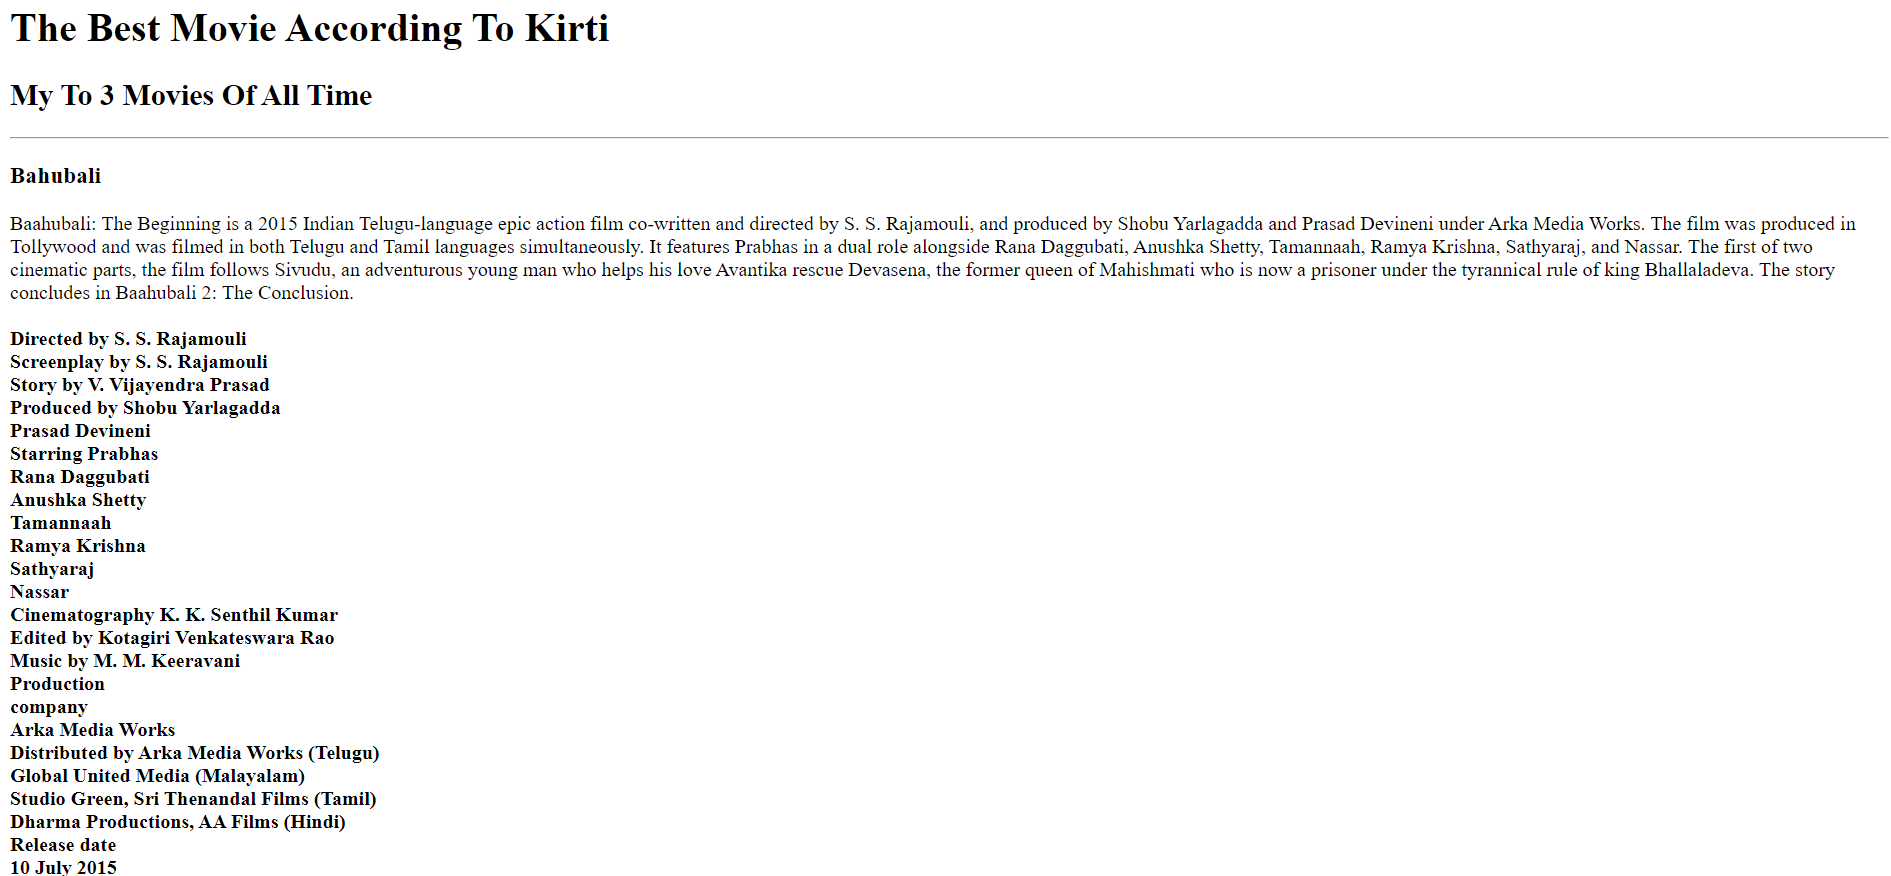 The Best Movie According To Kirti
My To 3 Movies Of All Time
Bahubali
Baahubali: The Beginning is a 2015 Indian Telugu-language epic action film co-written and directed by S. S. Rajamouli, and produced by Shobu Yarlagadda and Prasad Devineni under Arka Media Works. The film was produced in
Tollywood and was filmed in both Telugu and Tamil languages simultaneously. It features Prabhas in a dual role alongside Rana Daggubati, Anushka Shetty, Tamannaah, Ramya Krishna, Sathyaraj, and Nassar. The first of two
cinematic parts, the film follows Sivudu, an adventurous young man who helps his love Avantika rescue Devasena, the former queen of Mahishmati who is now a prisoner under the tyrannical rule of king Bhallaladeva. The story
concludes in Baahubali 2: The Conclusion.
Directed by S. S. Rajamouli
Screenplay by S. S. Rajamouli
Story by V. Vijayendra Prasad
Produced by Shobu Yarlagadda
Prasad Devineni
Starring Prabhas
Rana Daggubati
Anushka Shetty
Tamannaah
Ramya Krishna
Sathyaraj
Nassar
Cinematography K. K. Senthil Kumar
Edited by Kotagiri Venkateswara Rao
Music by M. M. Keeravani
Production
company
Arka Media Works
Distributed by Arka Media Works (Telugu)
Global United Media (Malayalam)
Studio Green, Sri Thenandal Films (Tamil)
Dharma Productions, AA Films (Hindi)
Release date
10 July 2015